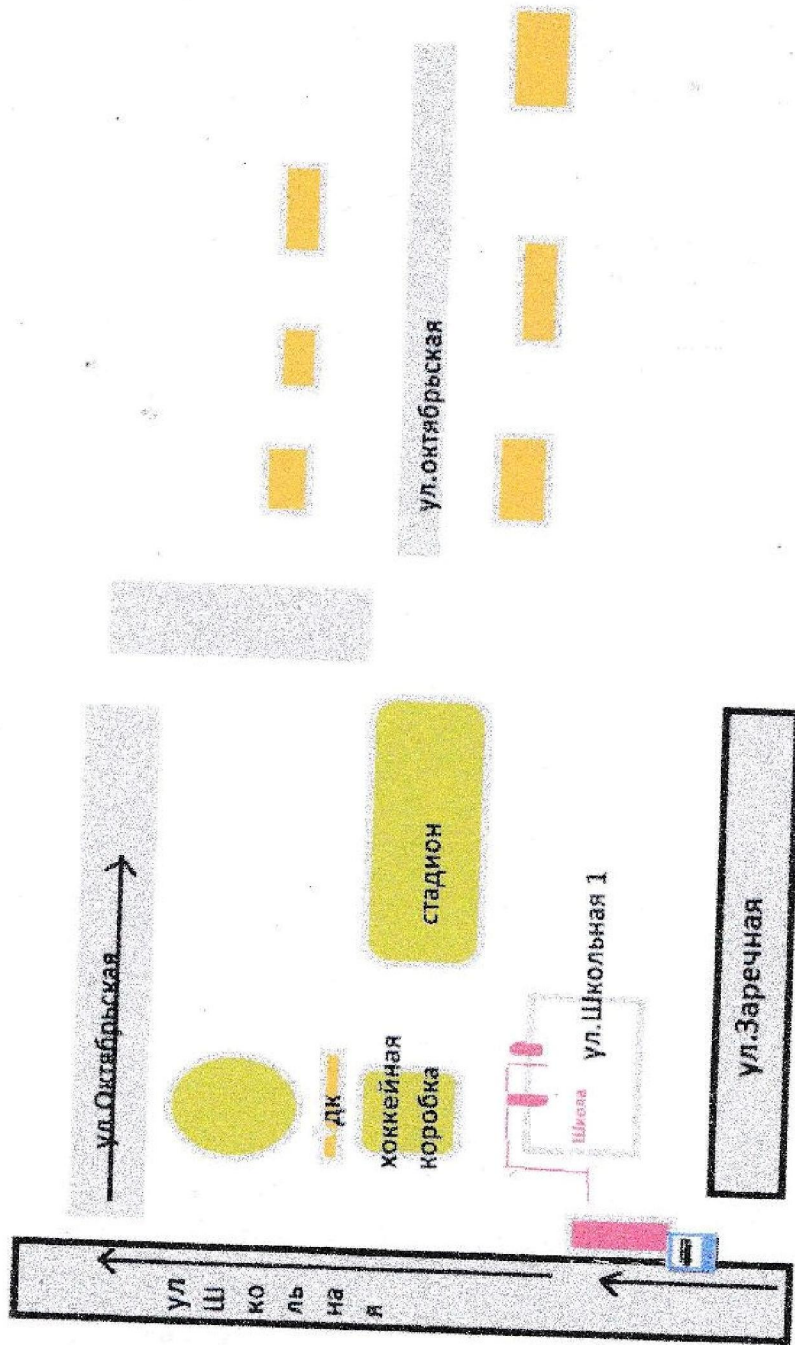 ул.Октябрьская
ул.октябрьская
ДК
хоккейная
коробка
стадион
ул.Школьная 1
Школа
ул
Ш
ко
ль
на
я
ул.Заречная